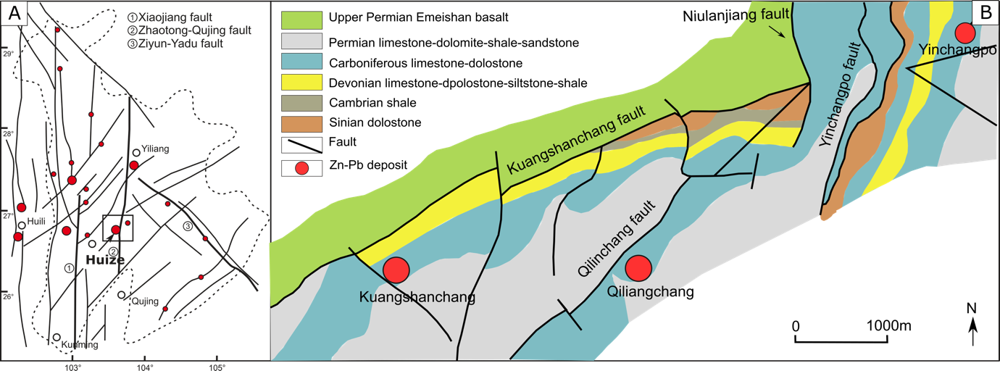 A
①Xiaojiang fault
②Zhaotong-Qujing fault
③Ziyun-Yadu fault
29°
28°
27°
26°
103°
104°
105°
Yiliang
Huili
③
Huize
②
①
Qujing
Kunming
B
Upper Permian Emeishan basalt
Permian limestone-dolomite-shale-sandstone
Carboniferous limestone-dolostone
Devonian limestone-dpolostone-siltstone-shale
Cambrian shale
Sinian dolostone
Fault
Zn-Pb deposit
Niulanjiang fault
Yinchangpo
Yinchangpo fault
Kuangshanchang fault
Qilinchang fault
Kuangshanchang
Qiliangchang
N
0 1000m